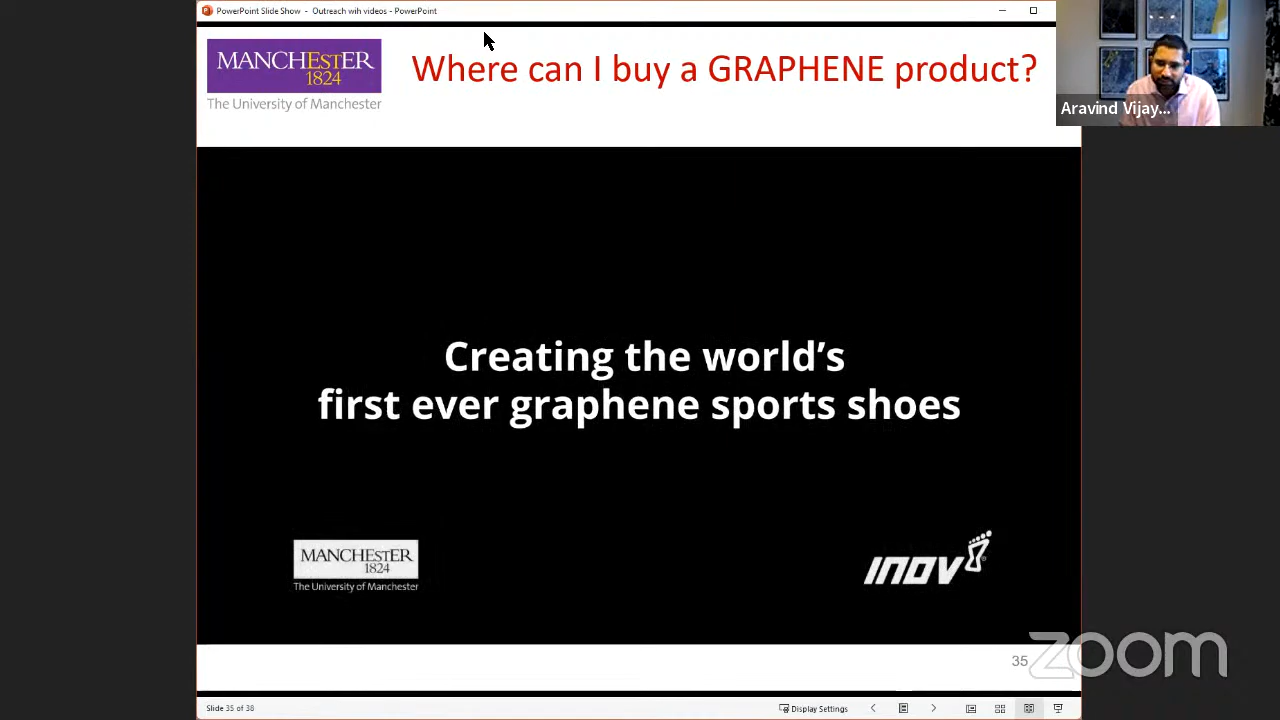 PowerPoint Slide Show - Outreach wih videos - PowerPoint
MANCHESTER
1824
The University of Manchester
Where can I buy a GRAPHENE product?
Aravind Vijay...
Creating the world's
first ever graphene sports shoes
MANCHESTER
1824
The University of Manchester
INOV
35
zoom
Slide 35 of 38
Display Settings